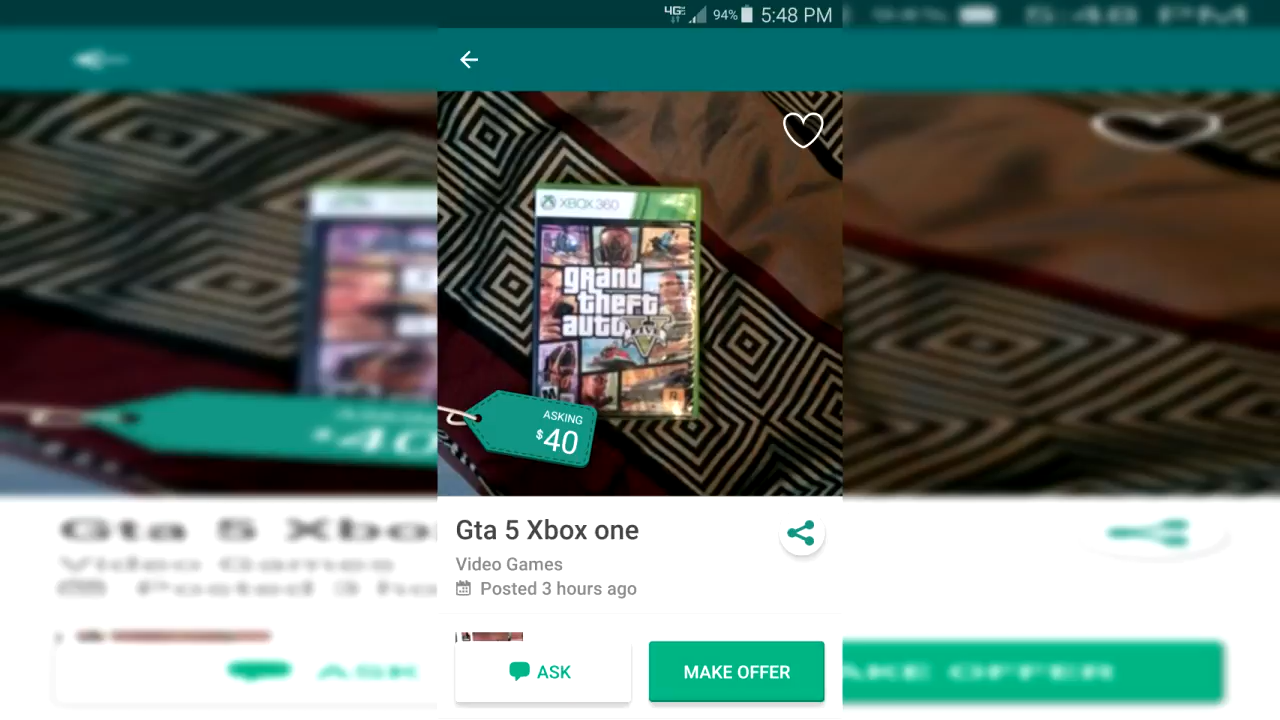 4G 94% 5:48 PM
XBOX 360
grand
theft
auto V
ASKING
$40
Gta 5 Xbox one
Video Games
Posted 3 hours ago
ASK
MAKE OFFER